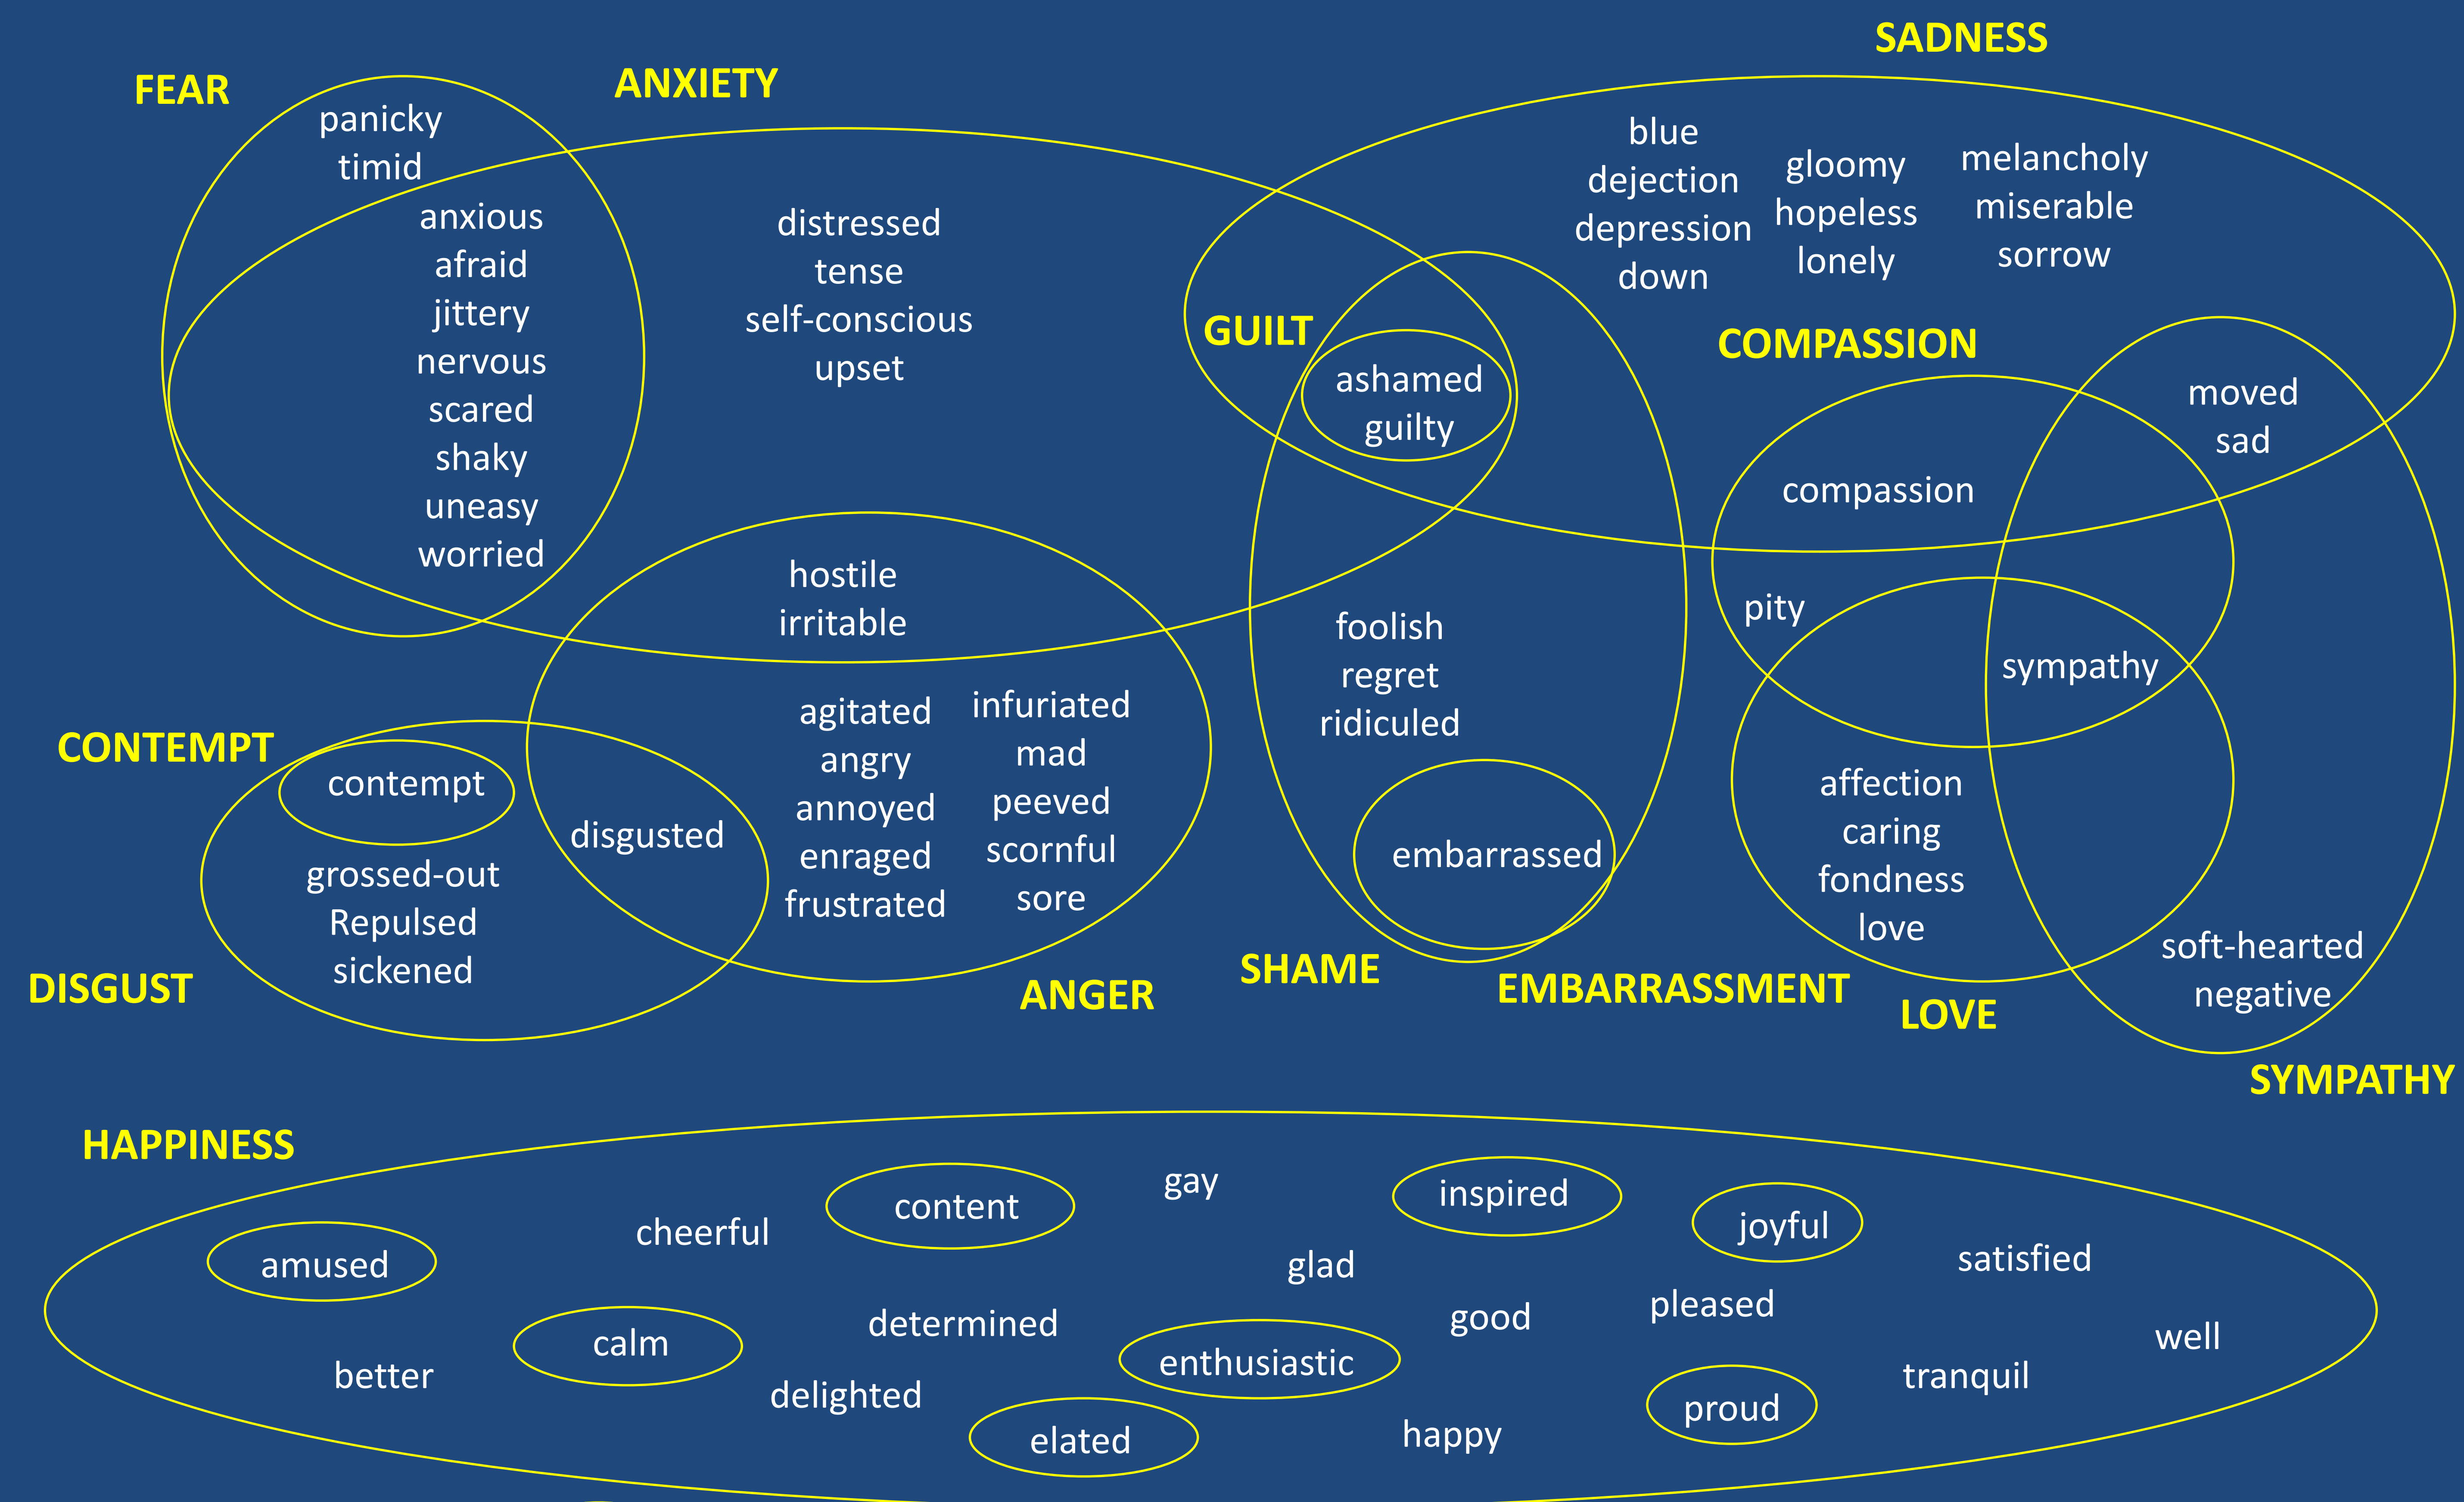 SADNESS
FEAR
ANXIETY
panicky
timid
anxious
afraid
jittery
nervous
scared
shaky
uneasy
worried
distressed
tense
self-conscious
upset
blue
dejection
depression
down
gloomy
hopeless
lonely
melancholy
miserable
sorrow
GUILT
ashamed
guilty
COMPASSION
moved
sad
compassion
pity
sympathy
hostile
irritable
foolish
regret
ridiculed
CONTEMPT
contempt
grossed-out
Repulsed
sickened
disgusted
agitated
angry
annoyed
enraged
frustrated
infuriated
mad
peeved
scornful
sore
embarrassed
affection
caring
fondness
love
soft-hearted
negative
DISGUST
ANGER
SHAME
EMBARRASSMENT
LOVE
SYMPATHY
HAPPINESS
amused
better
cheerful
calm
content
determined
delighted
elated
gay
enthusiastic
glad
inspired
good
happy
joyful
pleased
proud
satisfied
tranquil
well